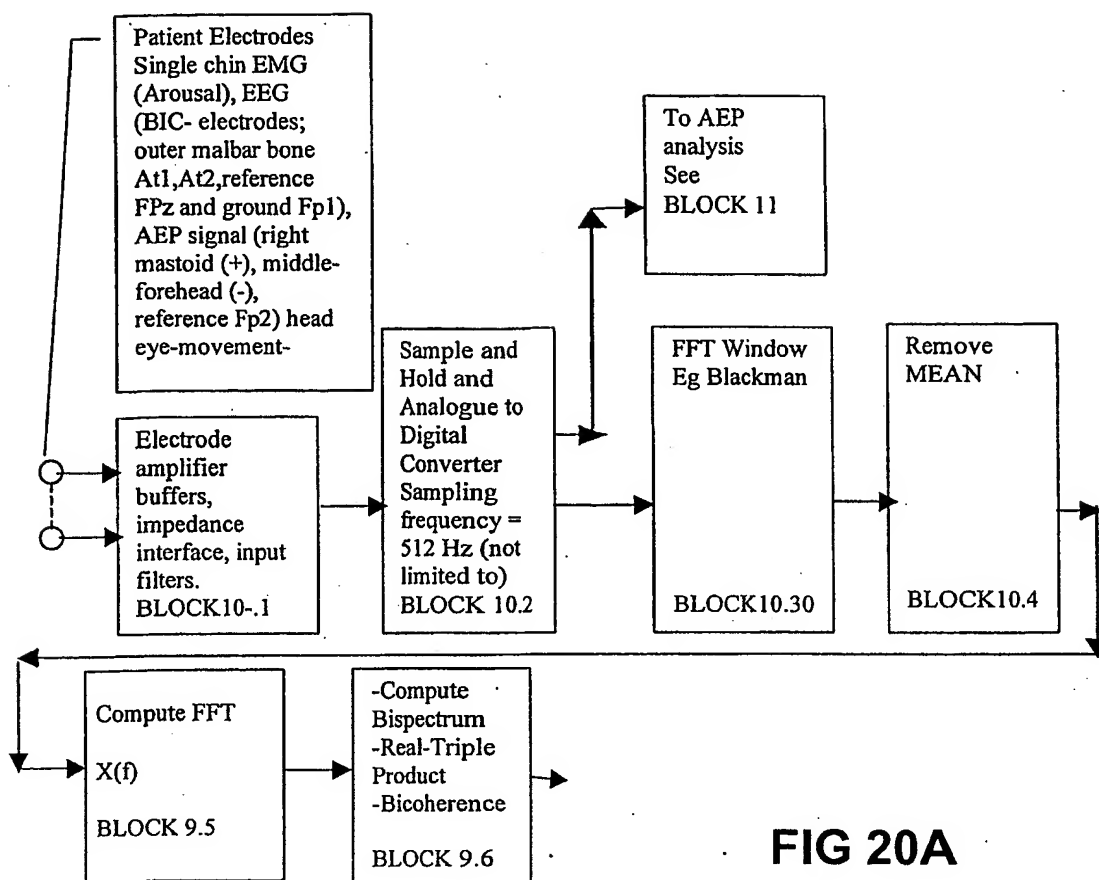 Patient Electrodes
Single chin EMG
(Arousal), EEG
(BIC- electrodes;
outer malbar bone
At1,At2,reference
FPz and ground Fp1),
AEP signal (right
mastoid (+), middle-
forehead (-),
reference Fp2) head
eye-movement-
To AEP
analysis
See
BLOCK 11
Electrode
amplifier
buffers,
impedance
interface, input
filters.
BLOCK10-.1
Sample and
Hold and
Analogue to
Digital
Converter
Sampling
frequency =
512 Hz (not
limited to)
BLOCK 10.2
FFT Window
Eg Blackman
BLOCK10.30
Remove
MEAN
BLOCK10.4
Compute FFT
X(f)
BLOCK 9.5
-Compute
Bispectrum
-Real-Triple
Product
-Bicoherence
BLOCK 9.6
FIG 20A